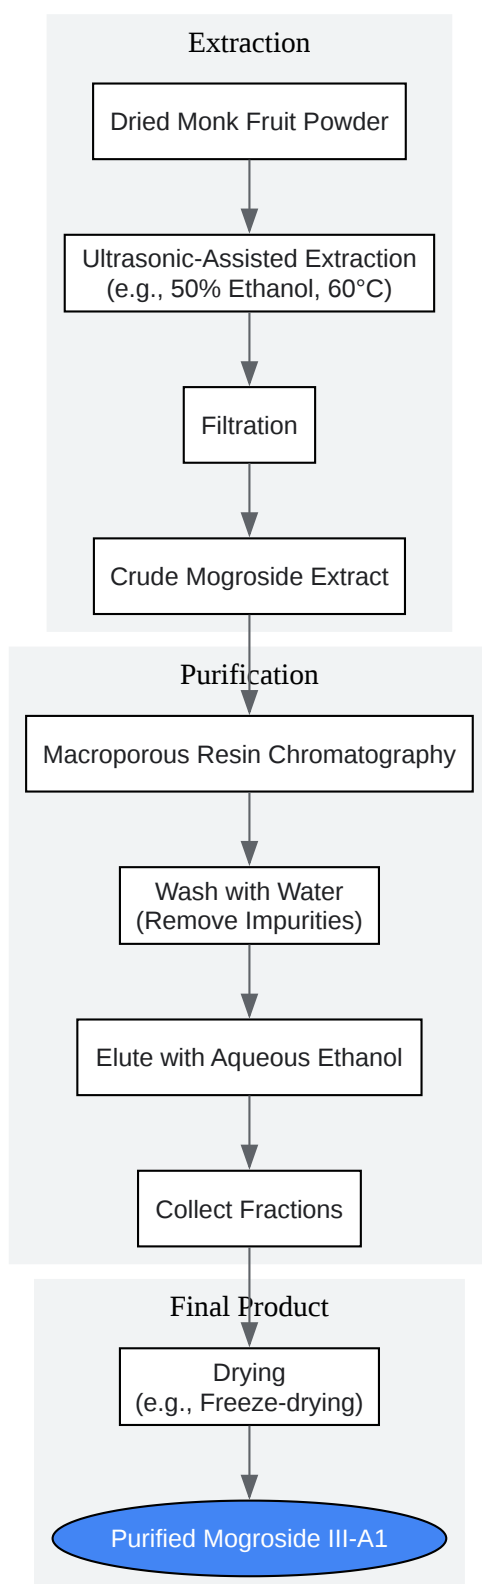 Extraction
Dried Monk Fruit Powder
Ultrasonic-Assisted Extraction
(e.g., 50% Ethanol, 60°C)
Filtration
Crude Mogroside Extract
Purification
Macroporous Resin Chromatography
Wash with Water
(Remove Impurities)
Elute with Aqueous Ethanol
Collect Fractions
Final Product
Drying
(e.g., Freeze-drying)
Purified Mogroside III-A1